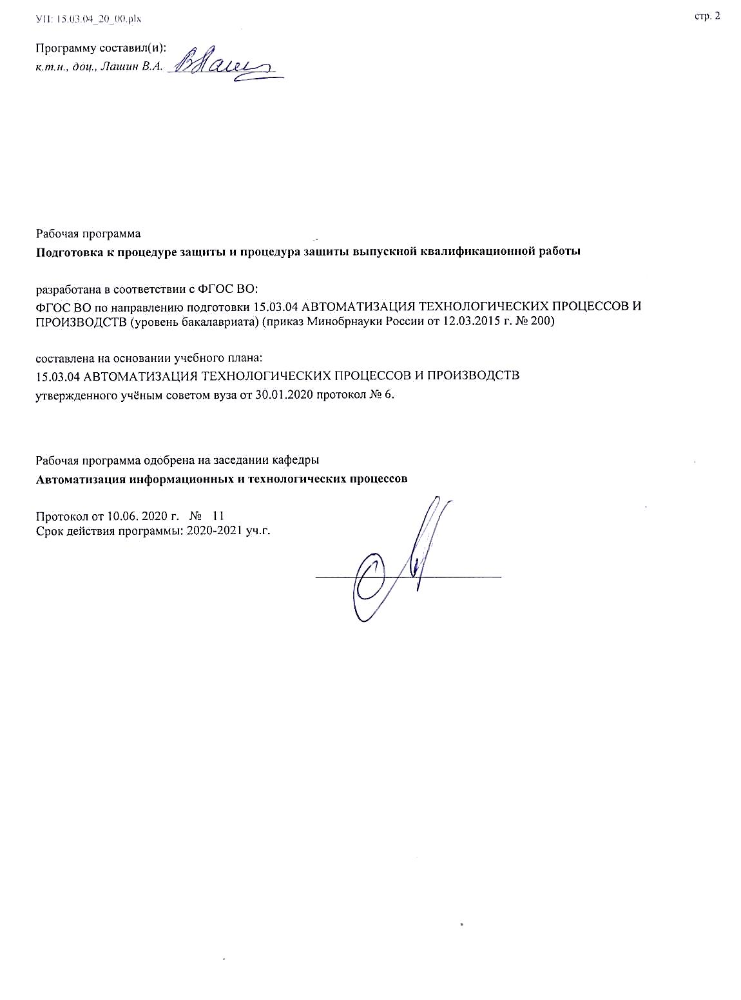 УП: 15.03.04_20_00.plx
стр. 2
Программу составил(и):
к.т.н., доц., Лашин В.А.
Рабочая программа
Подготовка к процедуре защиты и процедура защиты выпускной квалификационной работы
разработана в соответствии с ФГОС ВО:
ФГОС ВО по направлению подготовки 15.03.04 АВТОМАТИЗАЦИЯ ТЕХНОЛОГИЧЕСКИХ ПРОЦЕССОВ И
ПРОИЗВОДСТВ (уровень бакалавриата) (приказ Минобрнауки России от 12.03.2015 г. № 200)
составлена на основании учебного плана:
15.03.04 АВТОМАТИЗАЦИЯ ТЕХНОЛОГИЧЕСКИХ ПРОЦЕССОВ И ПРОИЗВОДСТВ
утвержденного учёным советом вуза от 30.01.2020 протокол № 6.
Рабочая программа одобрена на заседании кафедры
Автоматизация информационных и технологических процессов
Протокол от 10.06. 2020 г. № 11
Срок действия программы: 2020-2021 уч.г.